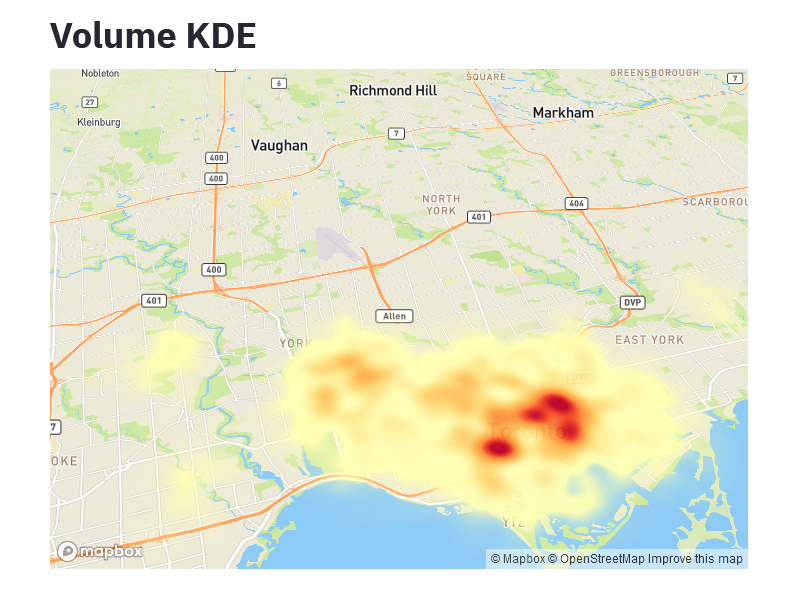 Volume KDE
Nobleton
SQUARE
GREENSBOROUGH
7
6
Richmond Hill
27
Markham
Kleinburg
7
Vaughan
400
400
NORTH
YORK
404
SCARBOROU
401
400
401
DVP
Allen
YORK
EAST YORK
7
Toronto
OKE
YTZ
mapbox
© Mapbox © OpenStreetMap Improve this map